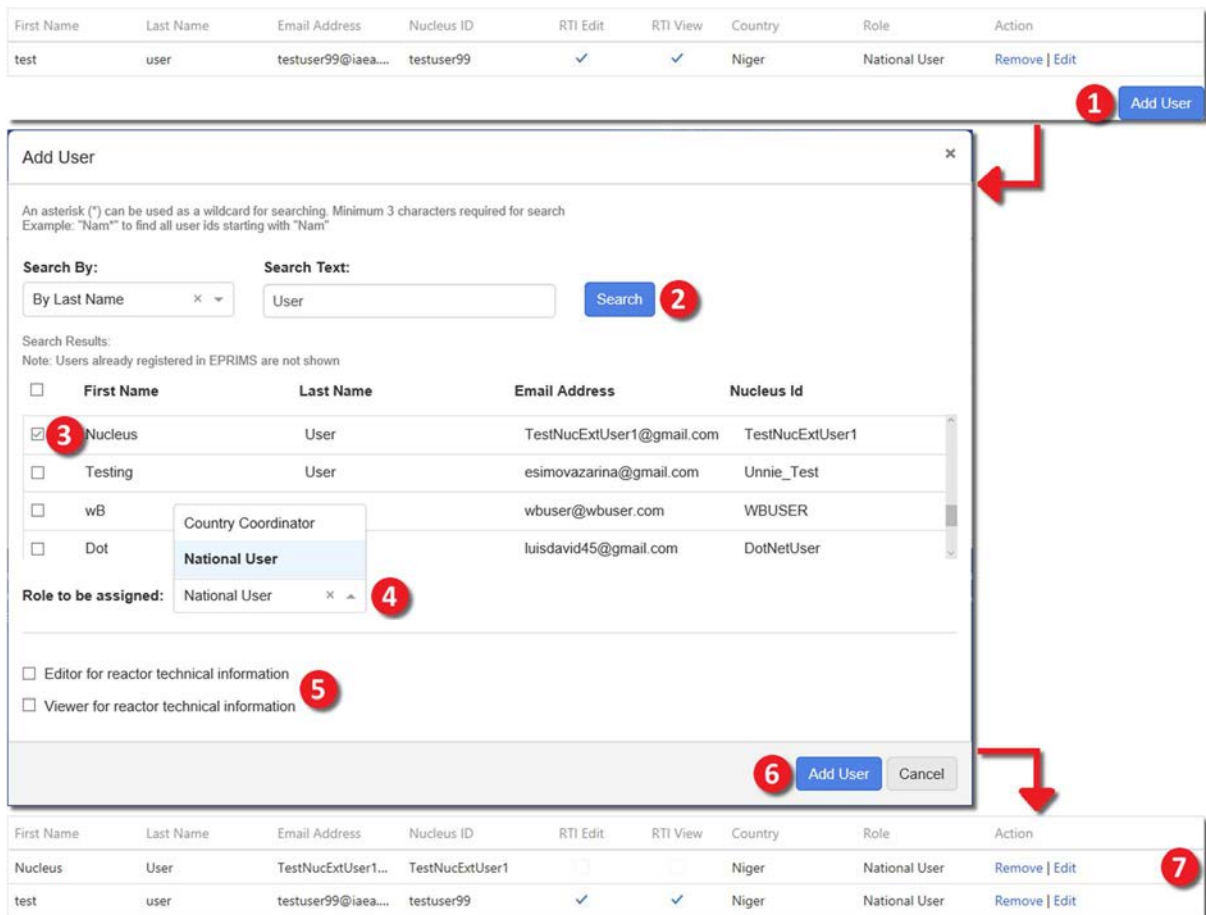 First Name Last Name Email Address Nucleus ID RTI Edit RTI View Country Role Action
test user testuser99@iaea.... testuser99 ✓ ✓ Niger National User Remove | Edit
1 Add User
Add User ×
An asterisk (*) can be used as a wildcard for searching. Minimum 3 characters required for search
Example: "Nam*" to find all user ids starting with "Nam"
Search By: Search Text:
By Last Name × User Search 2
Search Results:
Note: Users already registered in EPRIMS are not shown
First Name Last Name Email Address Nucleus Id
3 Nucleus User TestNucExtUser1@gmail.com TestNucExtUser1
Testing User esimovazarina@gmail.com Unnie_Test
wB wbuser@wbuser.com WBUSER
Country Coordinator
Dot luisdavid45@gmail.com DotNetUser
National User
Role to be assigned: National User × 4
Editor for reactor technical information
5
Viewer for reactor technical information
6 Add User Cancel
First Name Last Name Email Address Nucleus ID RTI Edit RTI View Country Role Action
Nucleus User TestNucExtUser1... TestNucExtUser1 Niger National User Remove | Edit 7
test user testuser99@iaea.... testuser99 ✓ ✓ Niger National User Remove | Edit